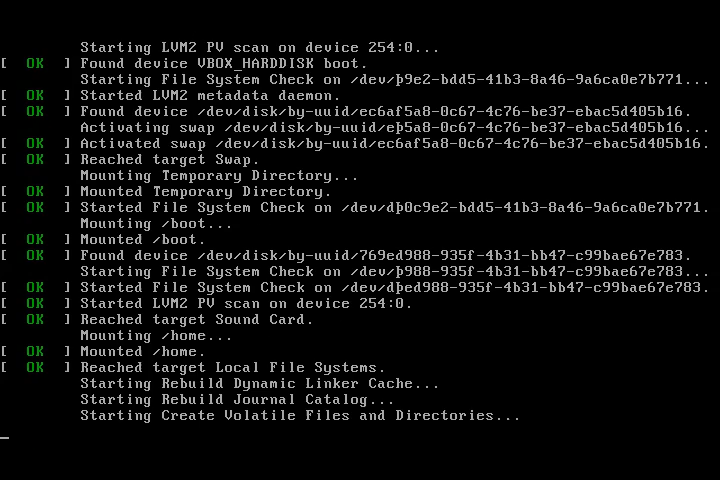 Starting LVM2 PV scan on device 254:0...
[  OK  ] Found device VBOX_HARDDISK boot.
Starting File System Check on /dev/þ9e2-bdd5-41b3-8a46-9a6ca0e7b771...
[  OK  ] Started LVM2 metadata daemon.
[  OK  ] Found device /dev/disk/by-uuid/ec6af5a8-0c67-4c76-be37-ebac5d405b16.
Activating swap /dev/disk/by-uuid/eþ5a8-0c67-4c76-be37-ebac5d405b16...
[  OK  ] Activated swap /dev/disk/by-uuid/ec6af5a8-0c67-4c76-be37-ebac5d405b16.
[  OK  ] Reached target Swap.
Mounting Temporary Directory...
[  OK  ] Mounted Temporary Directory.
[  OK  ] Started File System Check on /dev/dþ0c9e2-bdd5-41b3-8a46-9a6ca0e7b771.
Mounting /boot...
[  OK  ] Mounted /boot.
[  OK  ] Found device /dev/disk/by-uuid/769ed988-935f-4b31-bb47-c99bae67e783.
Starting File System Check on /dev/þ988-935f-4b31-bb47-c99bae67e783...
[  OK  ] Started File System Check on /dev/dþed988-935f-4b31-bb47-c99bae67e783.
[  OK  ] Started LVM2 PV scan on device 254:0.
[  OK  ] Reached target Sound Card.
Mounting /home...
[  OK  ] Mounted /home.
[  OK  ] Reached target Local File Systems.
Starting Rebuild Dynamic Linker Cache...
Starting Rebuild Journal Catalog...
Starting Create Volatile Files and Directories...